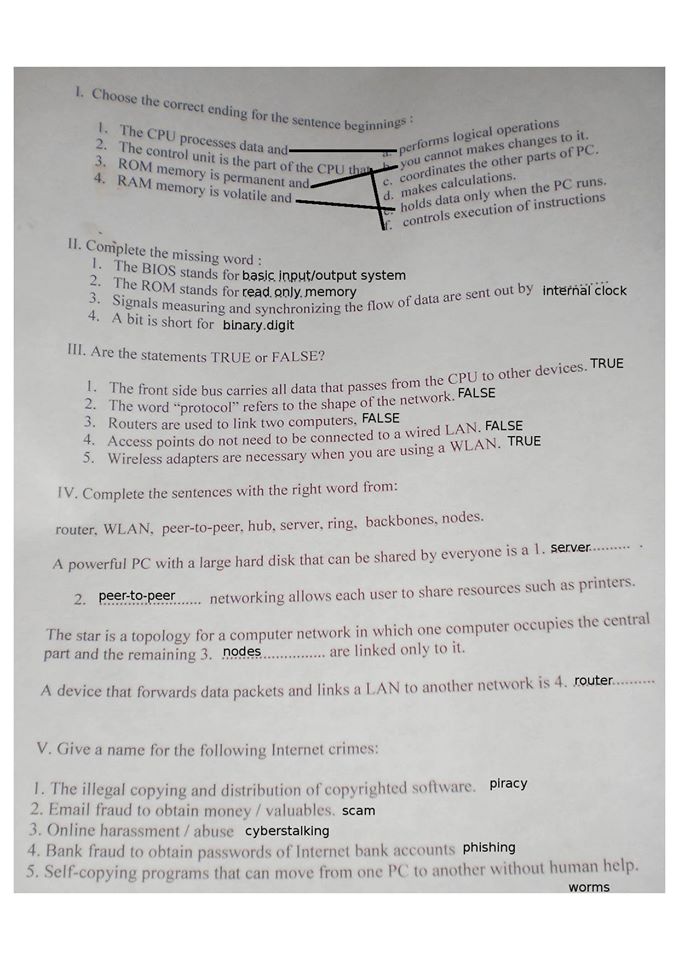 I. Choose the correct ending for the sentence beginnings :
1. The CPU processes data and
2. The control unit is the part of the CPU that
3. ROM memory is permanent and
4. RAM memory is volatile and
a. performs logical operations
b. you cannot makes changes to it.
c. coordinates the other parts of PC.
d. makes calculations.
e. holds data only when the PC runs.
f. controls execution of instructions
II. Complete the missing word :
1. The BIOS stands for basic input/output system
2. The ROM stands for read only memory
3. Signals measuring and synchronizing the flow of data are sent out by internal clock
4. A bit is short for binary digit
III. Are the statements TRUE or FALSE?
1. The front side bus carries all data that passes from the CPU to other devices. TRUE
2. The word “protocol” refers to the shape of the network. FALSE
3. Routers are used to link two computers. FALSE
4. Access points do not need to be connected to a wired LAN. FALSE
5. Wireless adapters are necessary when you are using a WLAN. TRUE
IV. Complete the sentences with the right word from:
router, WLAN, peer-to-peer, hub, server, ring, backbones, nodes.
A powerful PC with a large hard disk that can be shared by everyone is a 1. server.......... .
2. peer-to-peer ...... networking allows each user to share resources such as printers.
The star is a topology for a computer network in which one computer occupies the central
part and the remaining 3. nodes ................ are linked only to it.
A device that forwards data packets and links a LAN to another network is 4. router...........
V. Give a name for the following Internet crimes:
1. The illegal copying and distribution of copyrighted software. piracy
2. Email fraud to obtain money / valuables. scam
3. Online harassment / abuse cyberstalking
4. Bank fraud to obtain passwords of Internet bank accounts phishing
5. Self-copying programs that can move from one PC to another without human help.
worms